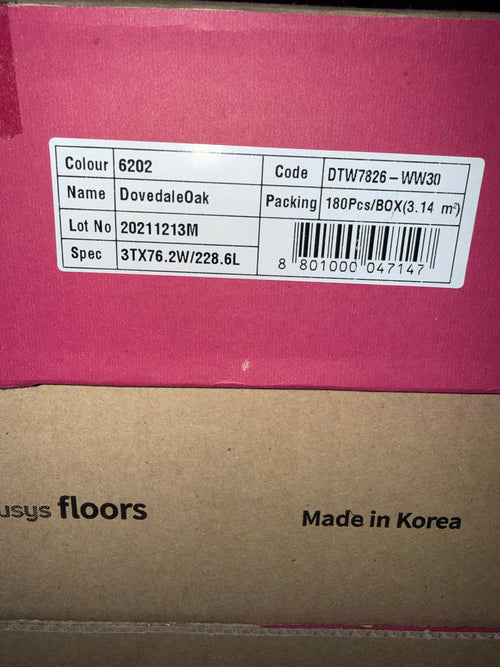 Colour 6202
Name DovedaleOak
Lot No 20211213M
Spec 3TX76.2W/228.6L
Code DTW7826-WW30
Packing 180Pcs/BOX(3.14 m²)
8 801000 047147
floors
Made in Korea